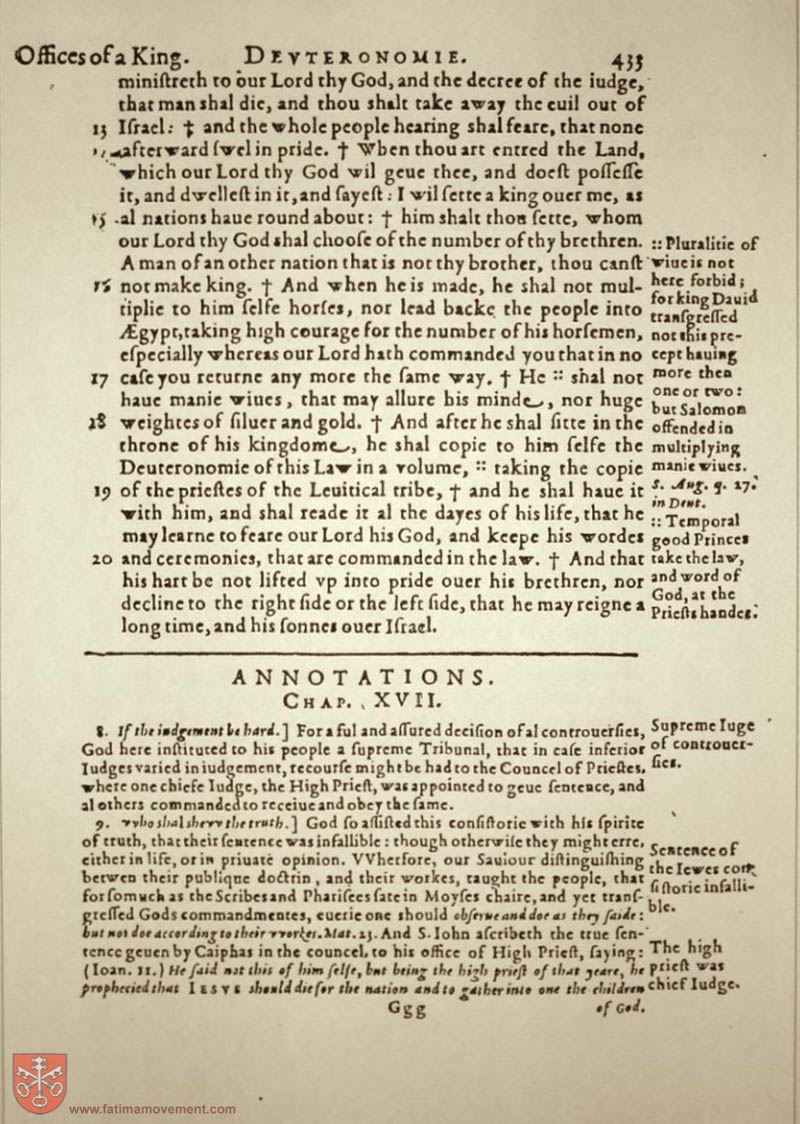 Offices of a King. DEVTERONOMIE. 435
miniſtreth to our Lord thy God, and the decree of the iudge,
that man shal die, and thou shalt take away the euil out of
13 Iſrael: † and the whole people hearing shal feare, that none
afterward ſwel in pride. † When thou art entred the Land,
which our Lord thy God wil geue thee, and doeſt poſſeſſe
it, and dwelleſt in it, and ſayeſt: I wil ſette a king ouer me, as
15 al nations haue round about: † him shalt thou ſette, whom
our Lord thy God shal chooſe of the number of thy brethren.
A man of an other nation that is not thy brother, thou canſt
16 not make king. † And when he is made, he shal not mul-
tiplie to him ſelfe horſes, nor lead backe the people into
Ægypt, taking high courage for the number of his horſemen,
eſpecially whereas our Lord hath commanded you that in no
17 caſe you returne any more the ſame way. † He :: shal not
haue manie wiues, that may allure his minde, nor huge
18 weightes of ſiluer and gold. † And after he shal ſitte in the
throne of his kingdome, he shal copie to him ſelfe the
Deuteronomie of this Law in a volume, :: taking the copie
19 of the prieſtes of the Leuitical tribe, † and he shal haue it
with him, and shal reade it al the dayes of his life, that he
may learne to feare our Lord his God, and keepe his wordes
20 and ceremonies, that are commanded in the law. † And that
his hart be not lifted vp into pride ouer his brethren, nor
decline to the right ſide or the left ſide, that he may reigne a
long time, and his ſonnes ouer Iſrael.
:: Pluralitie of
wiue is not
here forbid;
for king Dauid
tranſgreſſed
not this pre-
cept hauing
more then
one or two:
but Salomon
offended in
multiplying
manie wiues.
S. Aug. q. 27.
in Deut.
:: Temporal
good Princes
take the law,
and word of
God, at the
Prieſts handes.
ANNOTATIONS.
CHAP. XVII.
8. If the iudgement be hard.] For a ful and aſſured deciſion of al controuerſies,
God here inſtituted to his people a ſupreme Tribunal, that in caſe inferior
Iudges varied in iudgement, recourſe might be had to the Councel of Prieſtes.
where one chiefe Iudge, the High Prieſt, was appointed to geue ſentence, and
al others commanded to receiue and obey the ſame.
9. vvho shal shevv the truth.] God ſo aſſiſted this conſiſtorie with his ſpirite
of truth, that their ſentence was infallible: though otherwiſe they might erre,
either in life, or in priuate opinion. VVherfore, our Sauiour diſtinguiſhing
betwen their publique doctrin, and their workes, taught the people, that
forſomuch as the Scribes and Phariſees ſate in Moyſes chaire, and yet tranſ-
greſſed Gods commandmentes, euerie one should obſerue and doe as they ſaide:
but not doe according to their vvorkes. Mat. 23. And S. Iohn aſcribeth the true ſen-
tence geuen by Caiphas in the councel, to his office of High Prieſt, ſaying:
(Ioan. 11.) He ſaid not this of him ſelfe, but being the high prieſt of that yeare, he
prophecied that IESVS should die for the nation and to gather into one the children
Ggg of God.
Supreme Iuge
of controuer-
ſies.
Sentence of
the Iewes con-
ſiſtoric infalli-
ble.
The high
prieſt was
chief Iudge.
www.fatimamovement.com